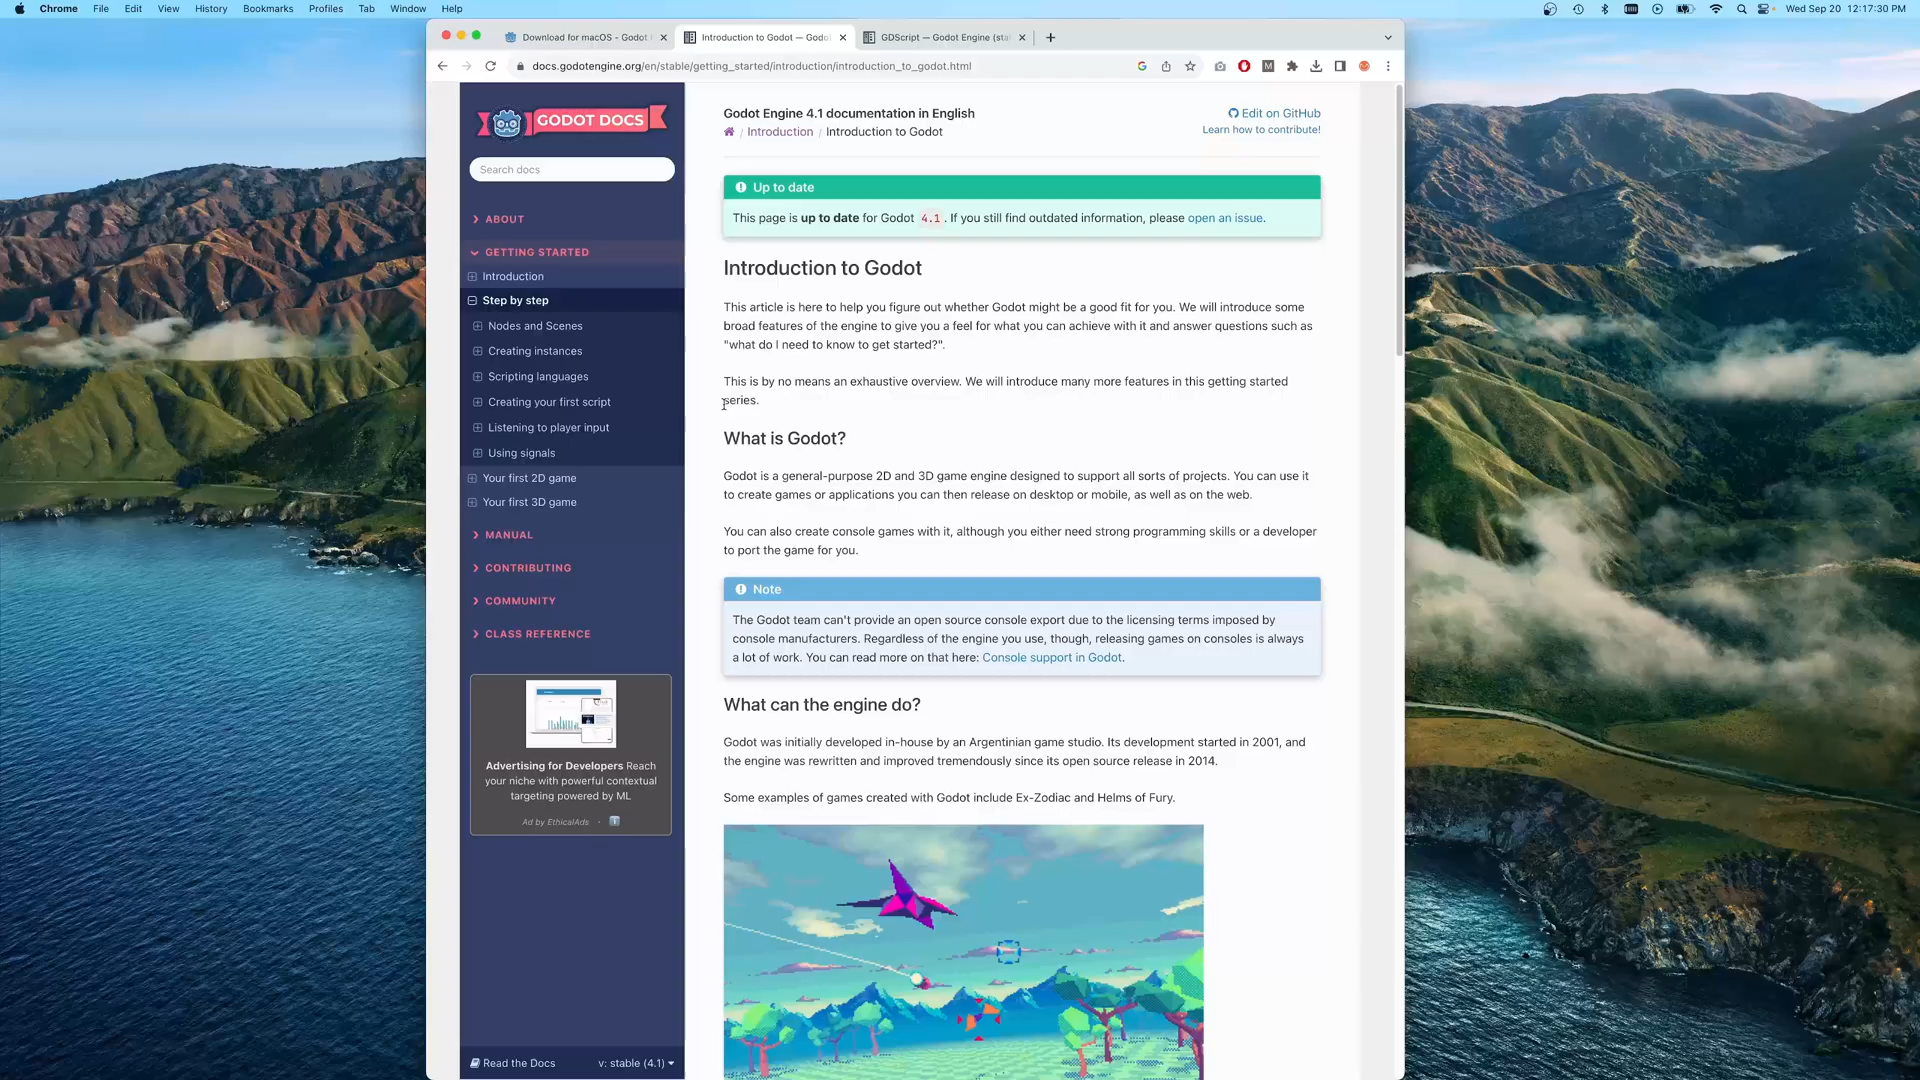 Chrome File Edit View History Bookmarks Profiles Tab Window Help
Wed Sep 20 12:17:30 PM
Download for macOS - Godot
Introduction to Godot — Godo
GDScript — Godot Engine (sta
docs.godotengine.org/en/stable/getting_started/introduction/introduction_to_godot.html
GODOT DOCS
Search docs
ABOUT
GETTING STARTED
Introduction
Step by step
Nodes and Scenes
Creating instances
Scripting languages
Creating your first script
Listening to player input
Using signals
Your first 2D game
Your first 3D game
MANUAL
CONTRIBUTING
COMMUNITY
CLASS REFERENCE
Advertising for Developers Reach
your niche with powerful contextual
targeting powered by ML
Ad by EthicalAds ·
Read the Docs
v: stable (4.1)
Godot Engine 4.1 documentation in English
Edit on GitHub
/ Introduction / Introduction to Godot
Learn how to contribute!
Up to date
This page is up to date for Godot 4.1. If you still find outdated information, please open an issue.
Introduction to Godot
This article is here to help you figure out whether Godot might be a good fit for you. We will introduce some
broad features of the engine to give you a feel for what you can achieve with it and answer questions such as
"what do I need to know to get started?".
This is by no means an exhaustive overview. We will introduce many more features in this getting started
series.
What is Godot?
Godot is a general-purpose 2D and 3D game engine designed to support all sorts of projects. You can use it
to create games or applications you can then release on desktop or mobile, as well as on the web.
You can also create console games with it, although you either need strong programming skills or a developer
to port the game for you.
Note
The Godot team can't provide an open source console export due to the licensing terms imposed by
console manufacturers. Regardless of the engine you use, though, releasing games on consoles is always
a lot of work. You can read more on that here: Console support in Godot.
What can the engine do?
Godot was initially developed in-house by an Argentinian game studio. Its development started in 2001, and
the engine was rewritten and improved tremendously since its open source release in 2014.
Some examples of games created with Godot include Ex-Zodiac and Helms of Fury.